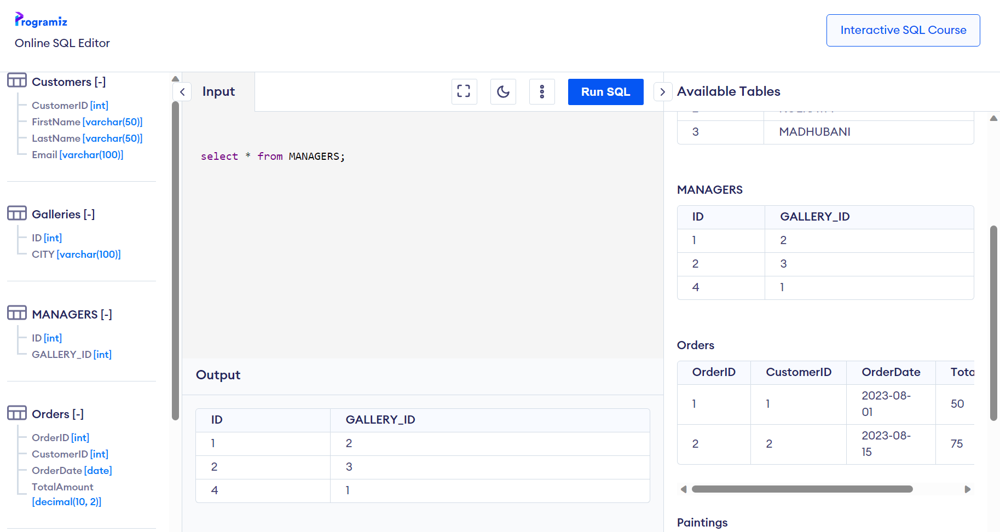 Programiz
Online SQL Editor
Interactive SQL Course
Customers [-]
CustomerID [int]
FirstName [varchar(50)]
LastName [varchar(50)]
Email [varchar(100)]
Galleries [-]
ID [int]
CITY [varchar(100)]
MANAGERS [-]
ID [int]
GALLERY_ID [int]
Orders [-]
OrderID [int]
CustomerID [int]
OrderDate [date]
TotalAmount
[decimal(10, 2)]
Input
Run SQL
select * from MANAGERS;
Output
ID GALLERY_ID
1 2
2 3
4 1
Available Tables
3 MADHUBANI
MANAGERS
ID GALLERY_ID
1 2
2 3
4 1
Orders
OrderID CustomerID OrderDate Tota
1 1 2023-08-01 50
2 2 2023-08-15 75
Paintings